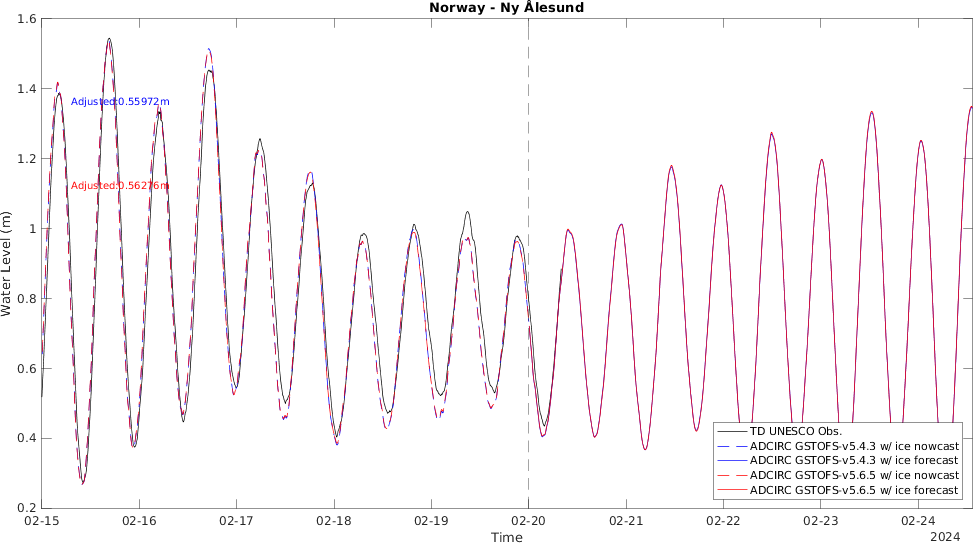 Norway - Ny Ålesund
1.6
1.4
1.2
1
0.8
0.6
0.4
0.2
Water Level (m)
Adjusted:0.55972m
Adjusted:0.56276m
TD UNESCO Obs.
ADCIRC GSTOFS-v5.4.3 w/ ice nowcast
ADCIRC GSTOFS-v5.4.3 w/ ice forecast
ADCIRC GSTOFS-v5.6.5 w/ ice nowcast
ADCIRC GSTOFS-v5.6.5 w/ ice forecast
02-15 02-16 02-17 02-18 02-19 02-20 02-21 02-22 02-23 02-24
Time
2024